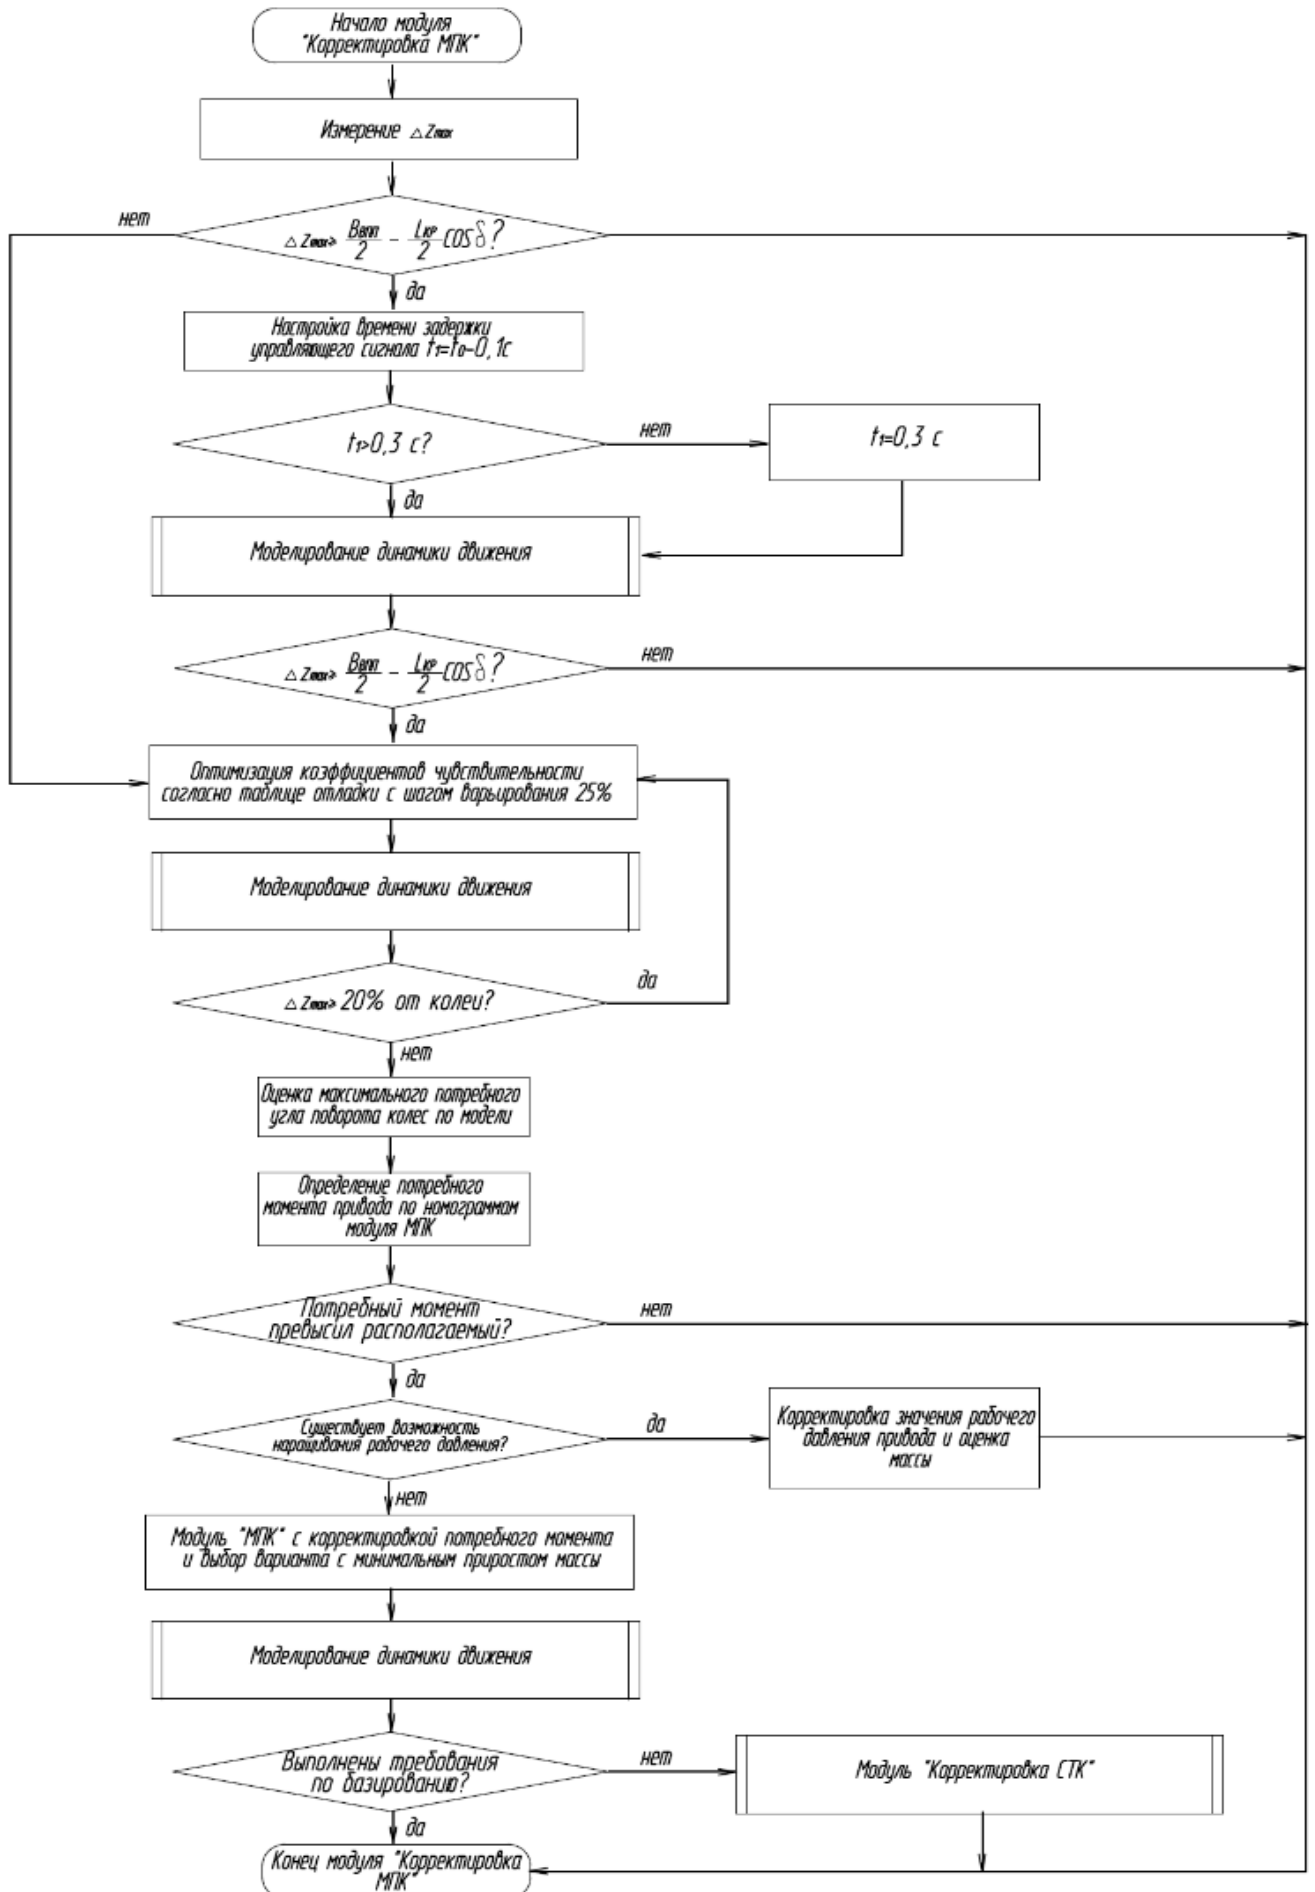 Начало модуля
"Корректировка МПК"
Измерение △Zmax
нет
△Zmax≥ Bвпп/2 - Lкр/2 cosδ?
да
Настройка времени задержки
управляющего сигнала t1=t0-0,1с
t1>0,3 с?
нет
t1=0,3 с
да
Моделирование динамики движения
△Zmax≥ Bвпп/2 - Lкр/2 cosδ?
нет
да
Оптимизация коэффициентов чувствительности
согласно таблице отладки с шагом варьирования 25%
Моделирование динамики движения
△Zmax≥ 20% от колеи?
да
нет
Оценка максимального потребного
угла поворота колес по модели
Определение потребного
момента привода по номограммам
модуля МПК
Потребный момент
превысил располагаемый?
нет
да
Существует возможность
наращивания рабочего давления?
да
Корректировка значения рабочего
давления привода и оценка
массы
нет
Модуль "МПК" с корректировкой потребного момента
и выбор варианта с минимальным приростом массы
Моделирование динамики движения
Выполнены требования
по базированию?
нет
Модуль "Корректировка СТК"
да
Конец модуля "Корректировка
МПК"